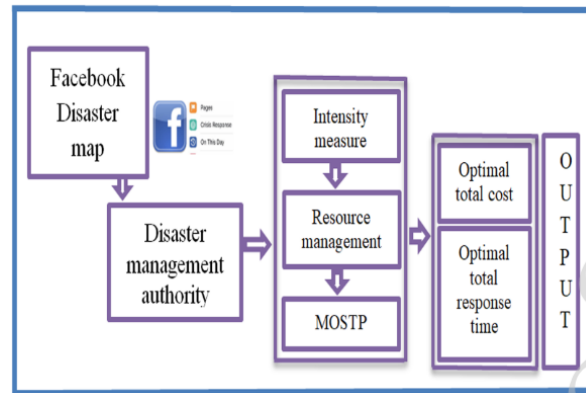 Facebook
Disaster
map
f
Pages
Crisis Response
On This Day
Disaster
management
authority
Intensity
measure
Resource
management
MOSTP
Optimal
total cost
Optimal
total
response
time
O
U
T
P
U
T